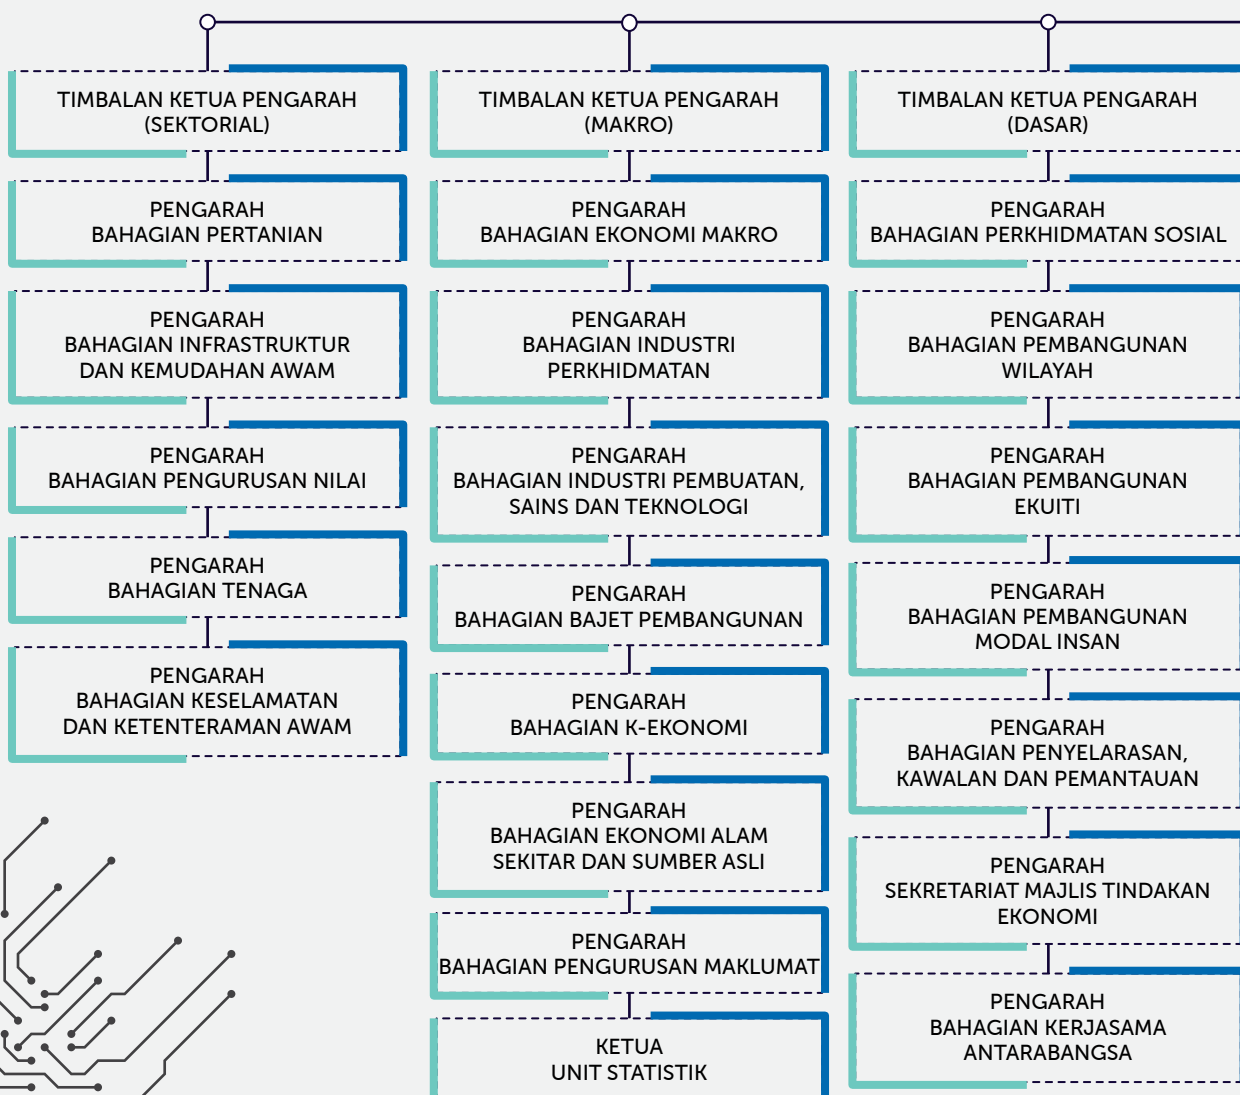 TIMBALAN KETUA PENGARAH
(SEKTORIAL)
PENGARAH
BAHAGIAN PERTANIAN
PENGARAH
BAHAGIAN INFRASTRUKTUR
DAN KEMUDAHAN AWAM
PENGARAH
BAHAGIAN PENGURUSAN NILAI
PENGARAH
BAHAGIAN TENAGA
PENGARAH
BAHAGIAN KESELAMATAN
DAN KETENTERAMAN AWAM
TIMBALAN KETUA PENGARAH
(MAKRO)
PENGARAH
BAHAGIAN EKONOMI MAKRO
PENGARAH
BAHAGIAN INDUSTRI
PERKHIDMATAN
PENGARAH
BAHAGIAN INDUSTRI PEMBUATAN,
SAINS DAN TEKNOLOGI
PENGARAH
BAHAGIAN BAJET PEMBANGUNAN
PENGARAH
BAHAGIAN K-EKONOMI
PENGARAH
BAHAGIAN EKONOMI ALAM
SEKITAR DAN SUMBER ASLI
PENGARAH
BAHAGIAN PENGURUSAN MAKLUMAT
KETUA
UNIT STATISTIK
TIMBALAN KETUA PENGARAH
(DASAR)
PENGARAH
BAHAGIAN PERKHIDMATAN SOSIAL
PENGARAH
BAHAGIAN PEMBANGUNAN
WILAYAH
PENGARAH
BAHAGIAN PEMBANGUNAN
EKUITI
PENGARAH
BAHAGIAN PEMBANGUNAN
MODAL INSAN
PENGARAH
BAHAGIAN PENYELARASAN,
KAWALAN DAN PEMANTAUAN
PENGARAH
SEKRETARIAT MAJLIS TINDAKAN
EKONOMI
PENGARAH
BAHAGIAN KERJASAMA
ANTARABANGSA